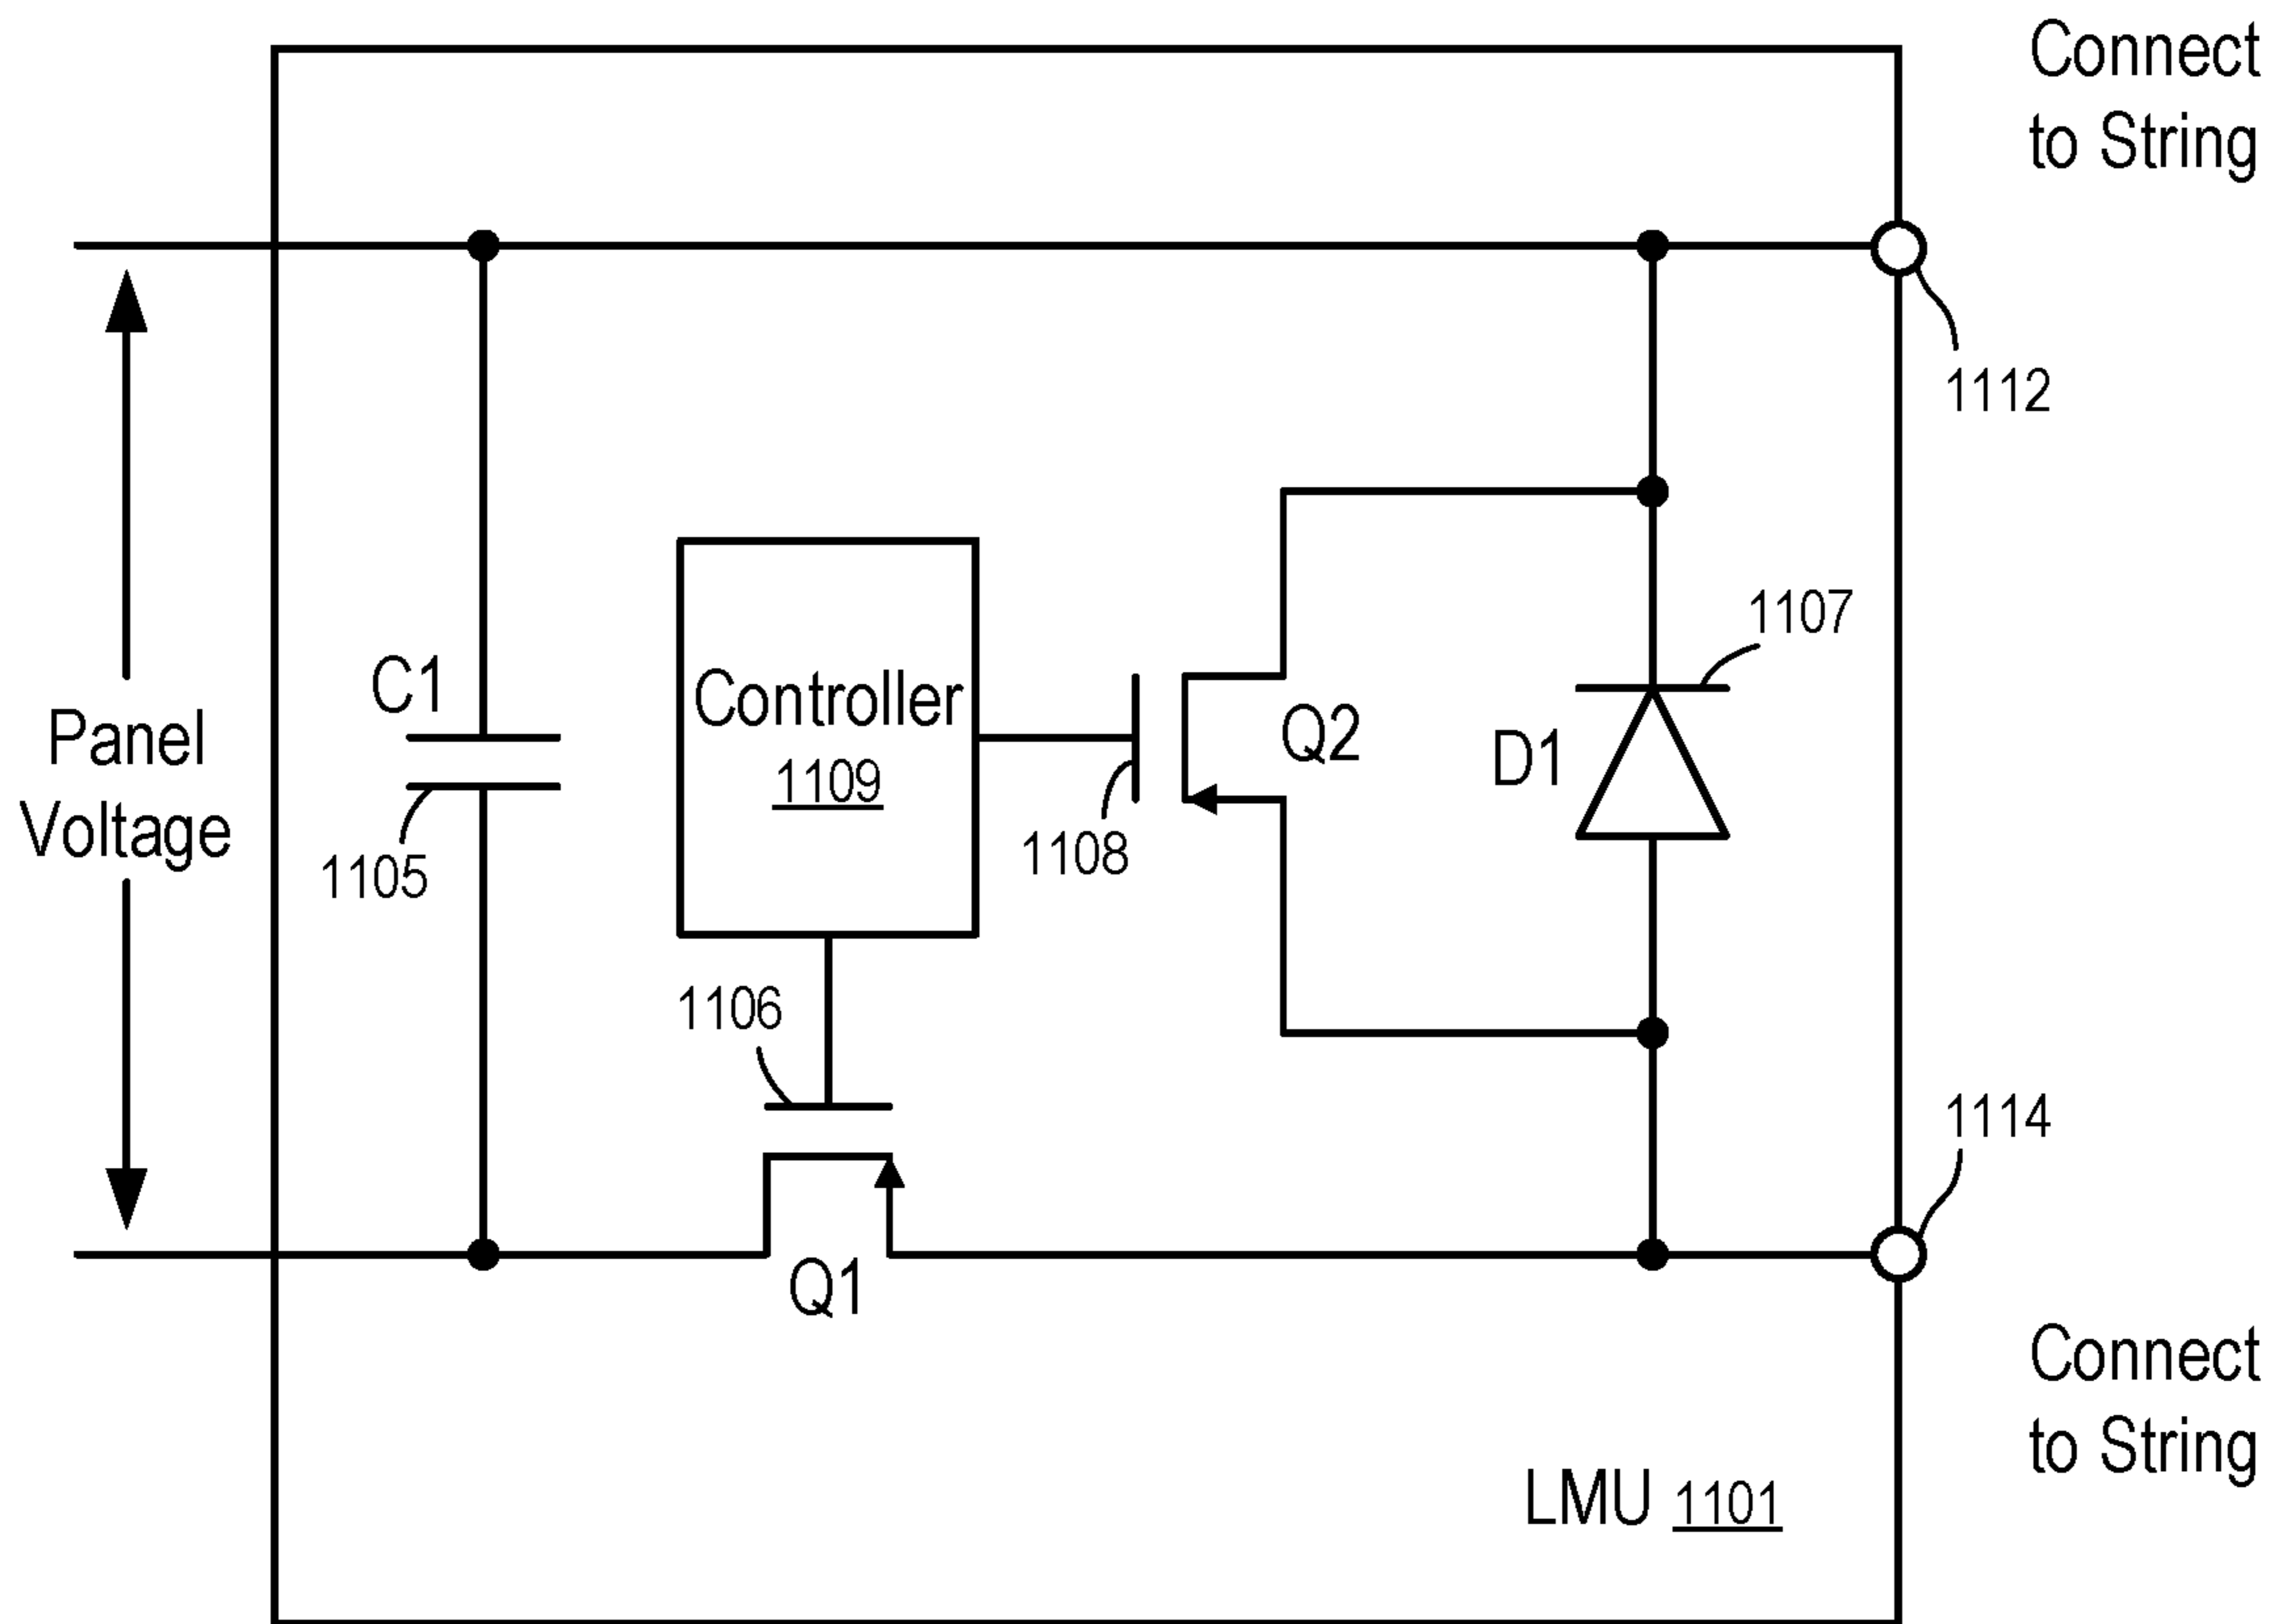 Connect
to String
1112
1107
C1
Controller
1109
Q2
D1
Panel
Voltage
1105
1108
1106
1114
Q1
Connect
to String
LMU 1101